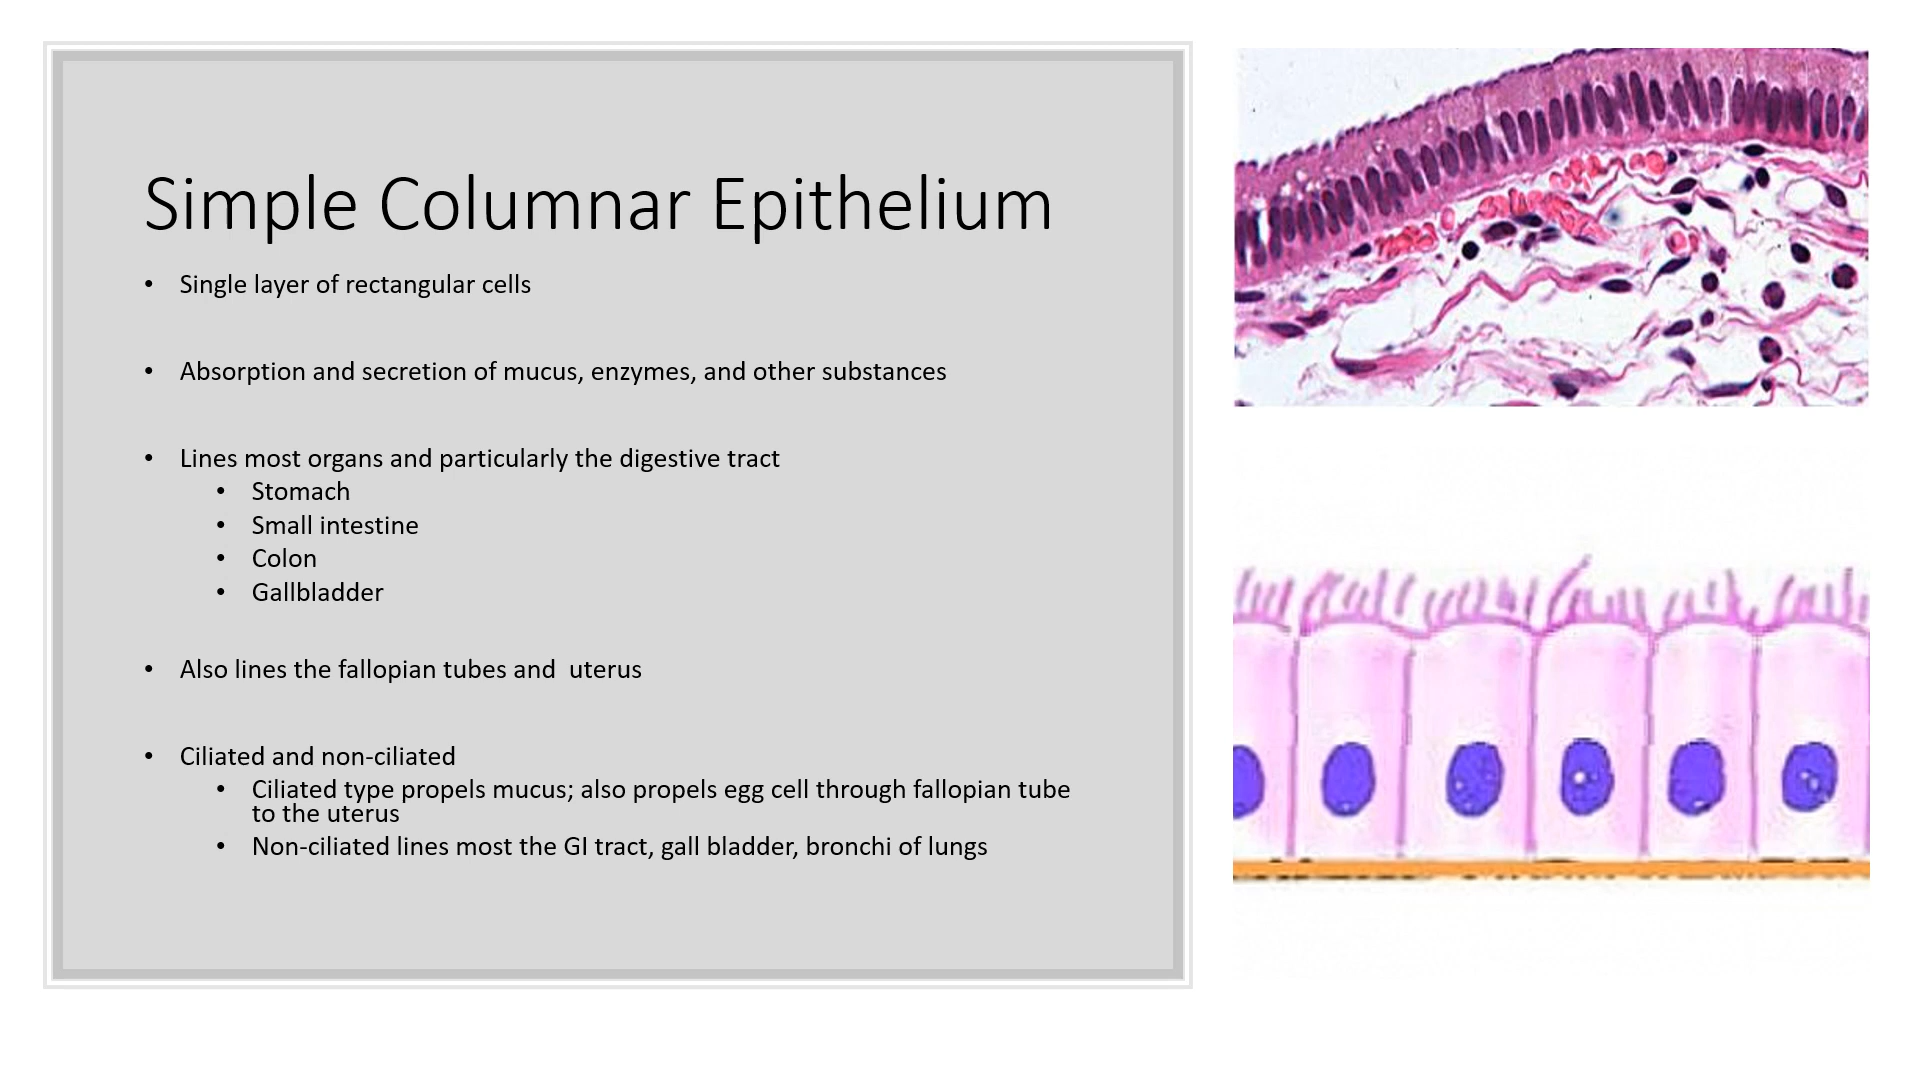 Simple Columnar Epithelium
• Single layer of rectangular cells
• Absorption and secretion of mucus, enzymes, and other substances
• Lines most organs and particularly the digestive tract
• Stomach
• Small intestine
• Colon
• Gallbladder
• Also lines the fallopian tubes and  uterus
• Ciliated and non-ciliated
• Ciliated type propels mucus; also propels egg cell through fallopian tube
to the uterus
• Non-ciliated lines most the GI tract, gall bladder, bronchi of lungs